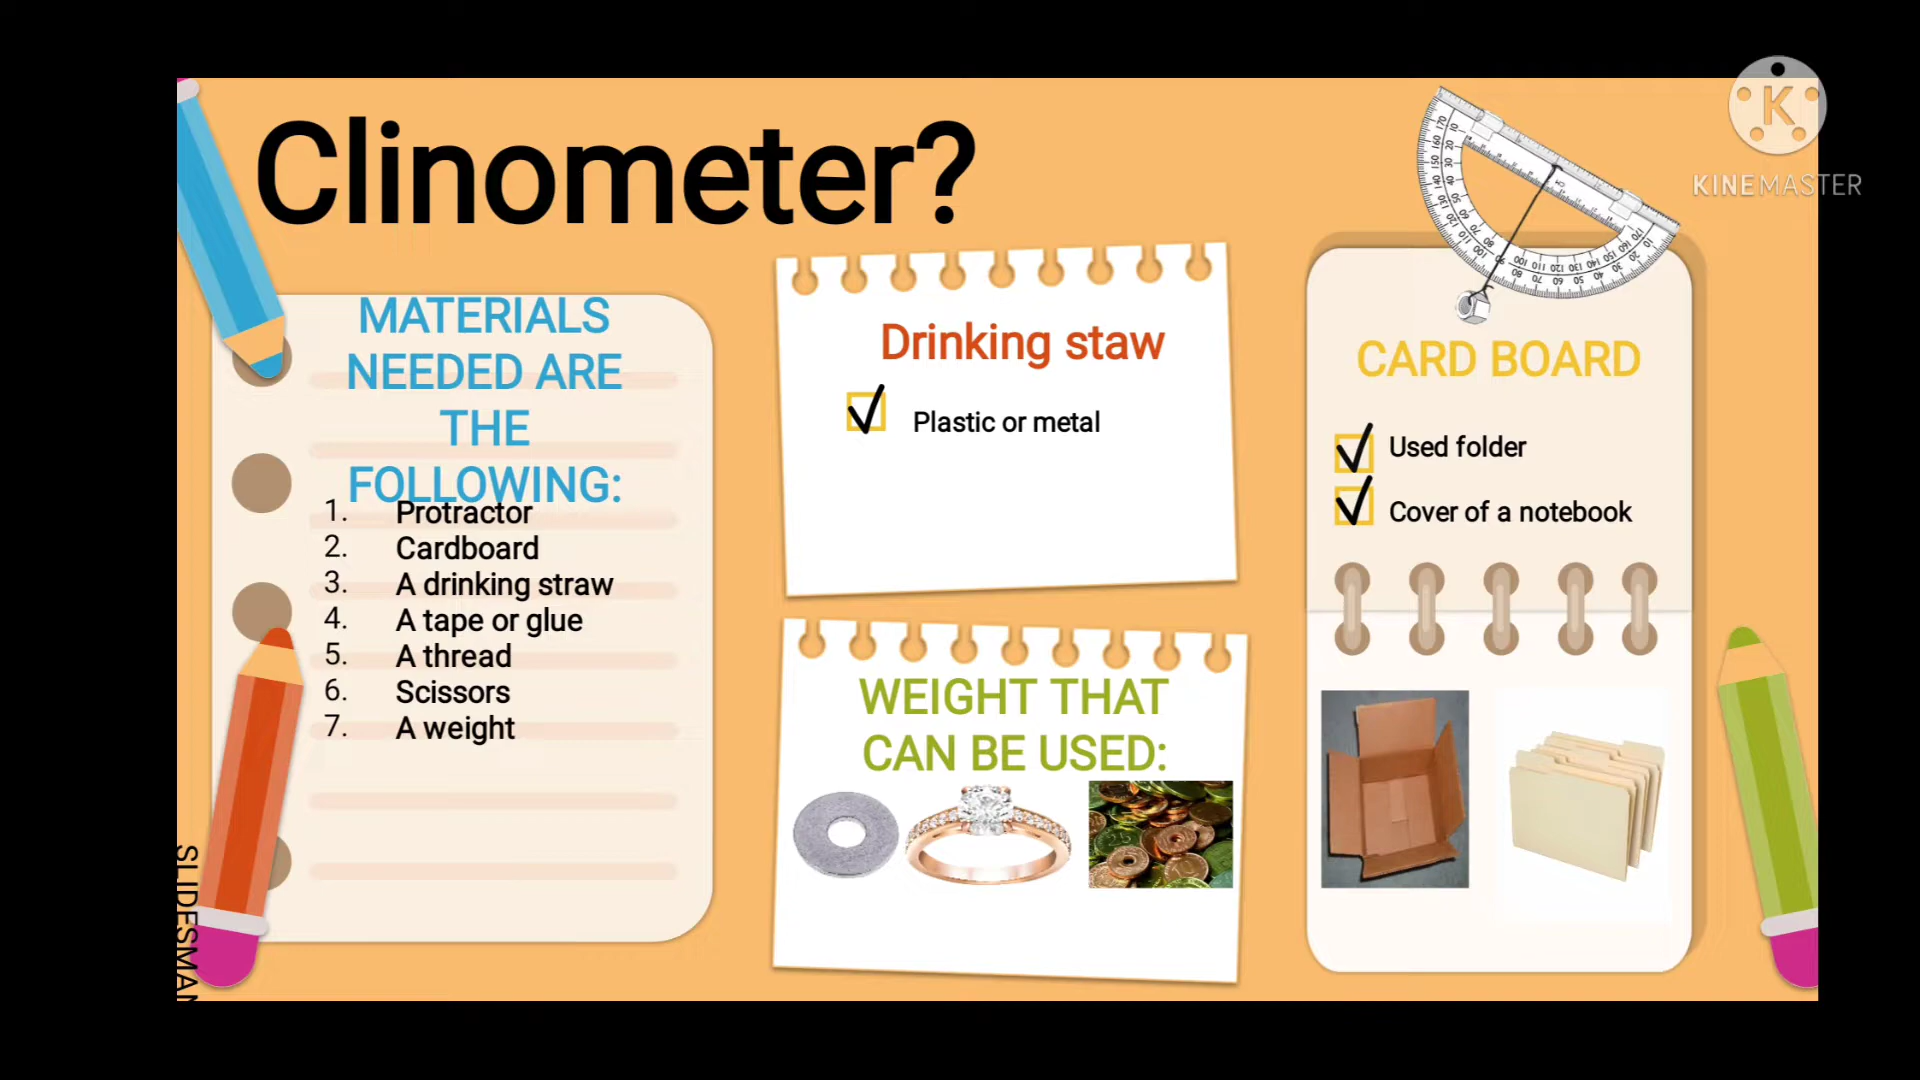 Clinometer?
KINEMASTER
MATERIALS
NEEDED ARE
THE
FOLLOWING:
1. Protractor
2. Cardboard
3. A drinking straw
4. A tape or glue
5. A thread
6. Scissors
7. A weight
Drinking staw
Plastic or metal
WEIGHT THAT
CAN BE USED:
CARD BOARD
Used folder
Cover of a notebook
SLIDESMAN